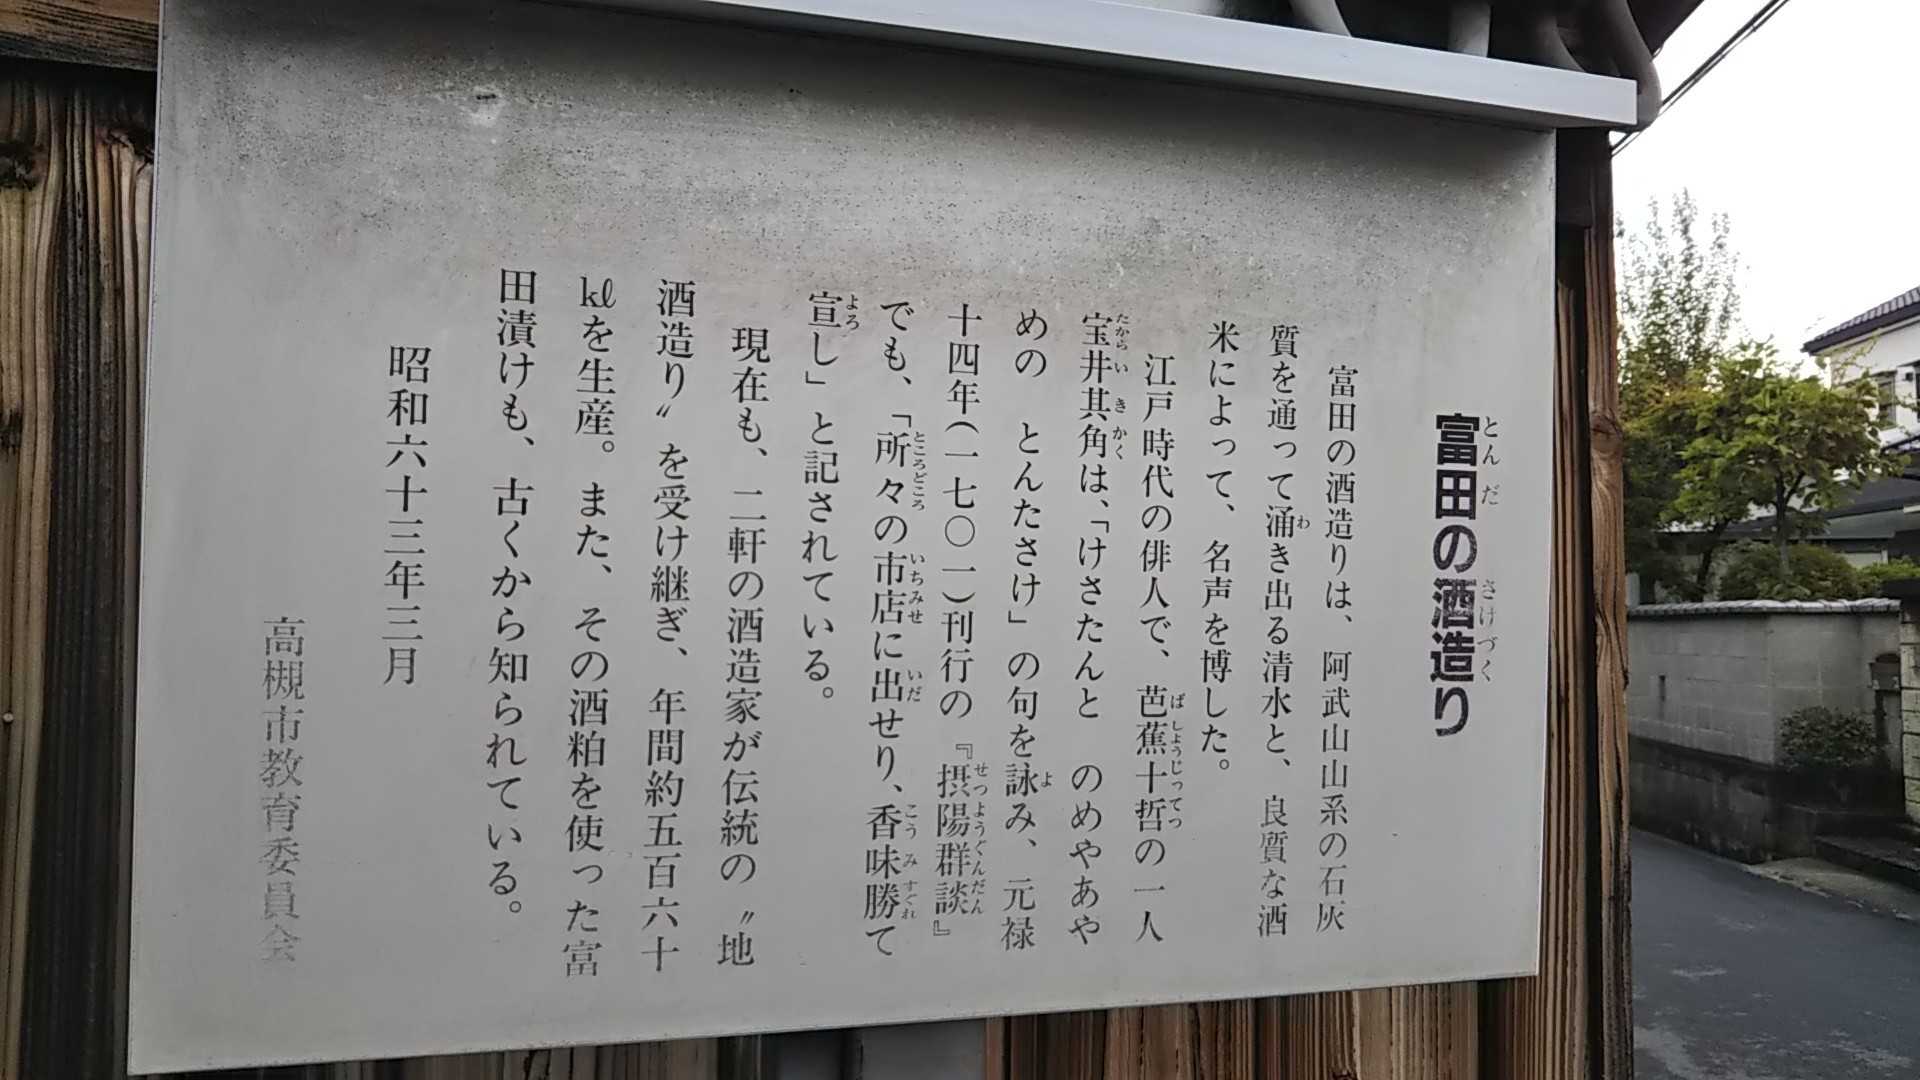 富田の酒造り
富田の酒造りは、阿武山山系の石灰
質を通って涌き出る清水と、良質な酒
米によって、名声を博した。
江戸時代の俳人で、芭蕉十哲の一人
宝井其角は、「けさたんと のめやあや
めの とんたさけ」の句を詠み、元禄
十四年(一七〇一)刊行の『摂陽群談』
でも、「所々の市店に出せり、香味勝て
宣し」と記されている。
現在も、二軒の酒造家が伝統の〝地
酒造り〟を受け継ぎ、年間約五百六十
klを生産。また、その酒粕を使った富
田漬けも、古くから知られている。
昭和六十三年三月
高槻市教育委員会